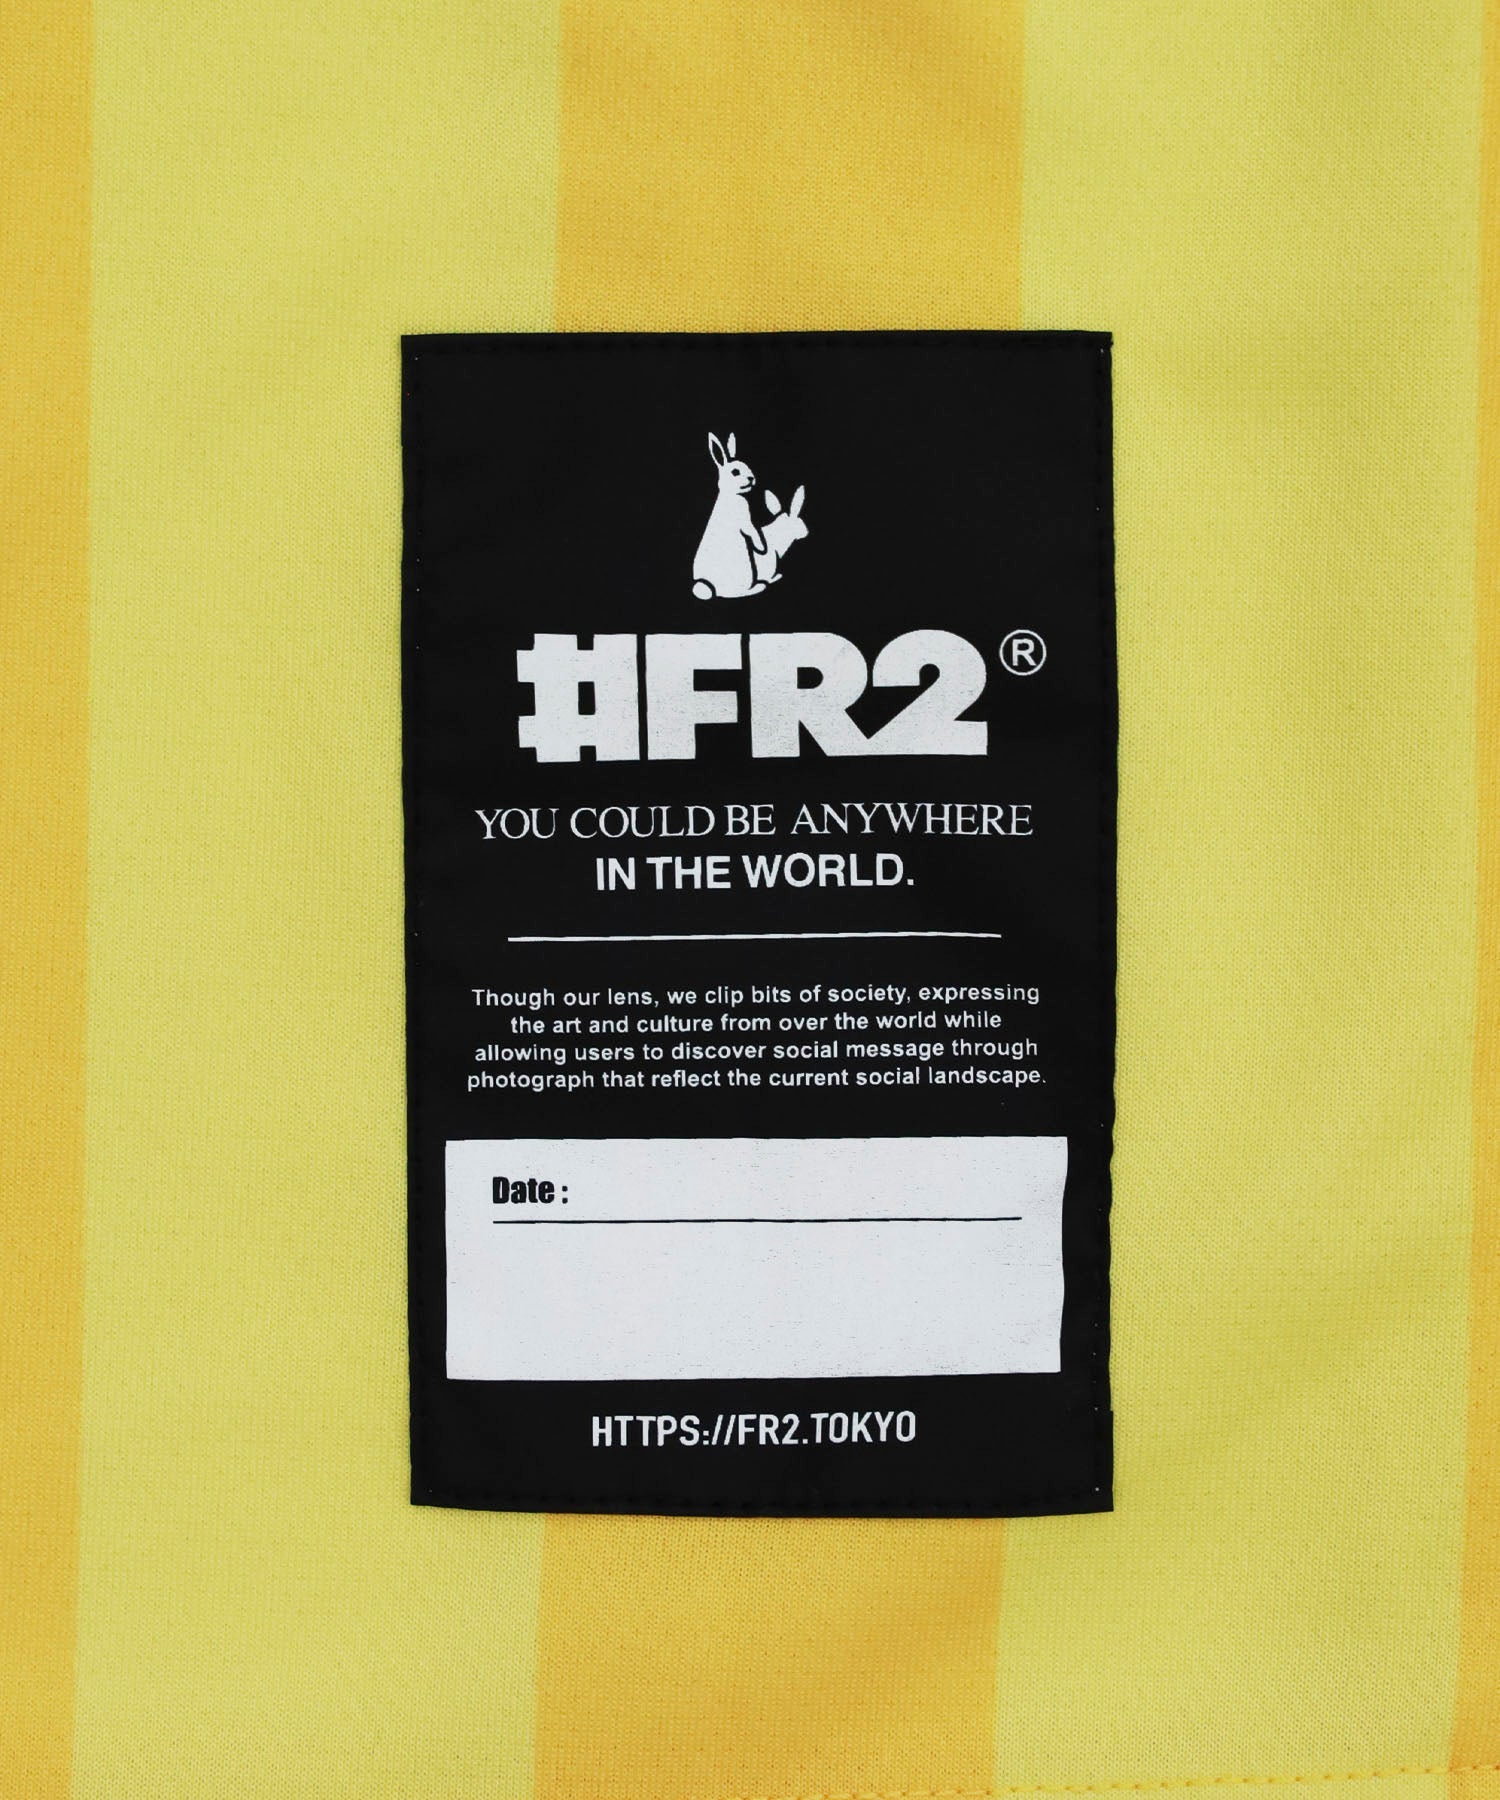 #FR2®
YOU COULD BE ANYWHERE
IN THE WORLD.
Though our lens, we clip bits of society, expressing
the art and culture from over the world while
allowing users to discover social message through
photograph that reflect the current social landscape.
Date :
HTTPS://FR2.TOKYO